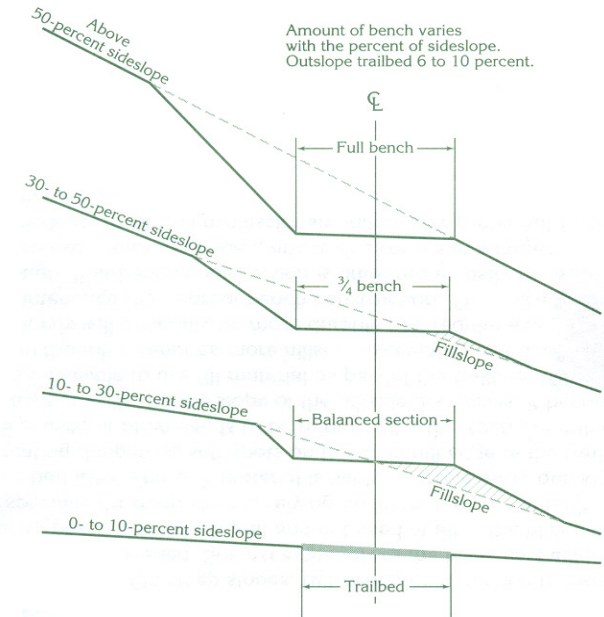 Above
50-percent sideslope
Amount of bench varies
with the percent of sideslope.
Outslope trailbed 6 to 10 percent.
℄
Full bench
30- to 50-percent sideslope
¾ bench
Fillslope
10- to 30-percent sideslope
Balanced section
Fillslope
0- to 10-percent sideslope
Trailbed